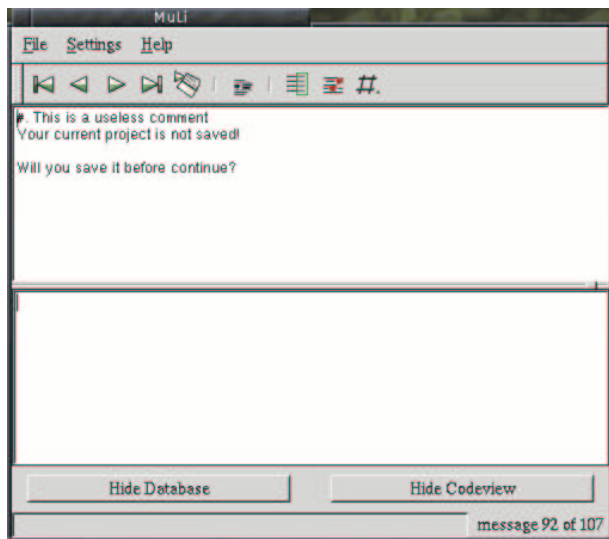 MuLi
File Settings Help
#.
#. This is a useless comment
Your current project is not saved!
Will you save it before continue?
Hide Database Hide Codeview
message 92 of 107